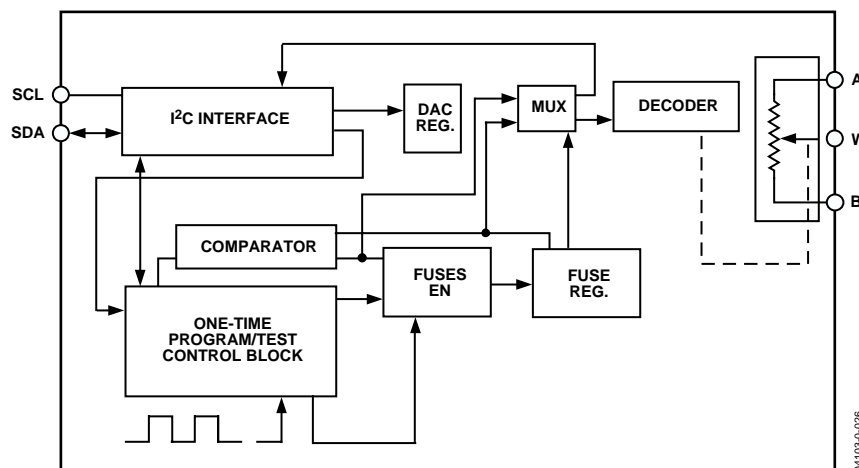 SCL
SDA
I²C INTERFACE
DAC
REG.
MUX
DECODER
A
W
B
COMPARATOR
FUSES
EN
FUSE
REG.
ONE-TIME
PROGRAM/TEST
CONTROL BLOCK